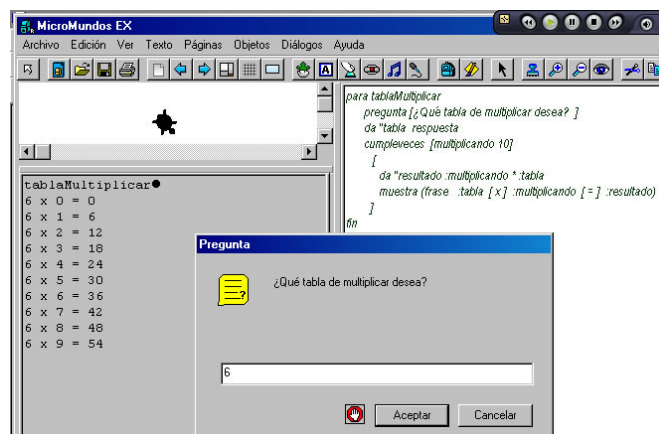 MicroMundos EX
Archivo Edición Ver Texto Páginas Objetos Diálogos Ayuda
para tablaMultiplicar
pregunta [¿Qué tabla de multiplicar desea? ]
da "tabla respuesta
cumpleveces [multiplicando 10]
[
da "resultado :multiplicando * :tabla
muestra (frase :tabla [ x ] :multiplicando [ = ] :resultado)
]
fin
tablaMultiplicar
6 x 0 = 0
6 x 1 = 6
6 x 2 = 12
6 x 3 = 18
6 x 4 = 24
6 x 5 = 30
6 x 6 = 36
6 x 7 = 42
6 x 8 = 48
6 x 9 = 54
Pregunta
¿Qué tabla de multiplicar desea?
6
Aceptar Cancelar